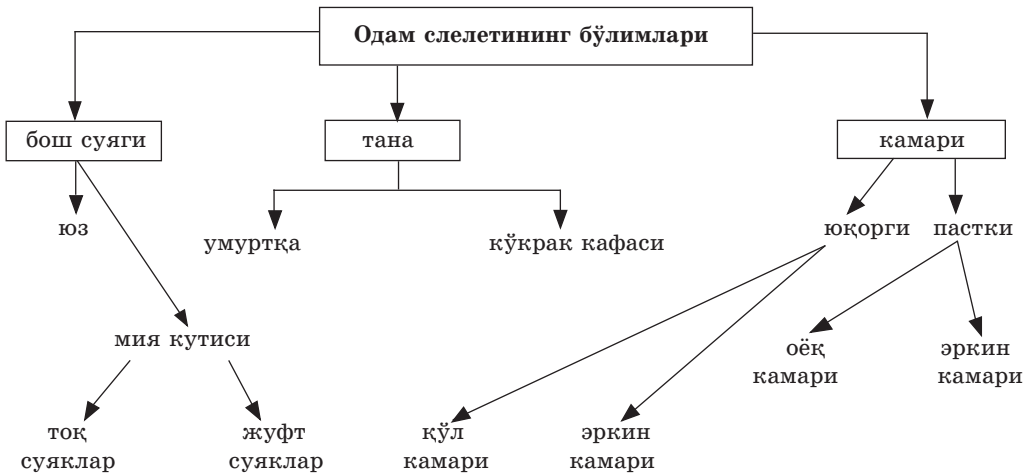 Одам слелетининг бўлимлари
бош суяги
тана
камари
юз
умуртқа
кўкрак кафаси
юқорги
пастки
мия кутиси
оёқ
камари
эркин
камари
тоқ
суяклар
жуфт
суяклар
қўл
камари
эркин
камари